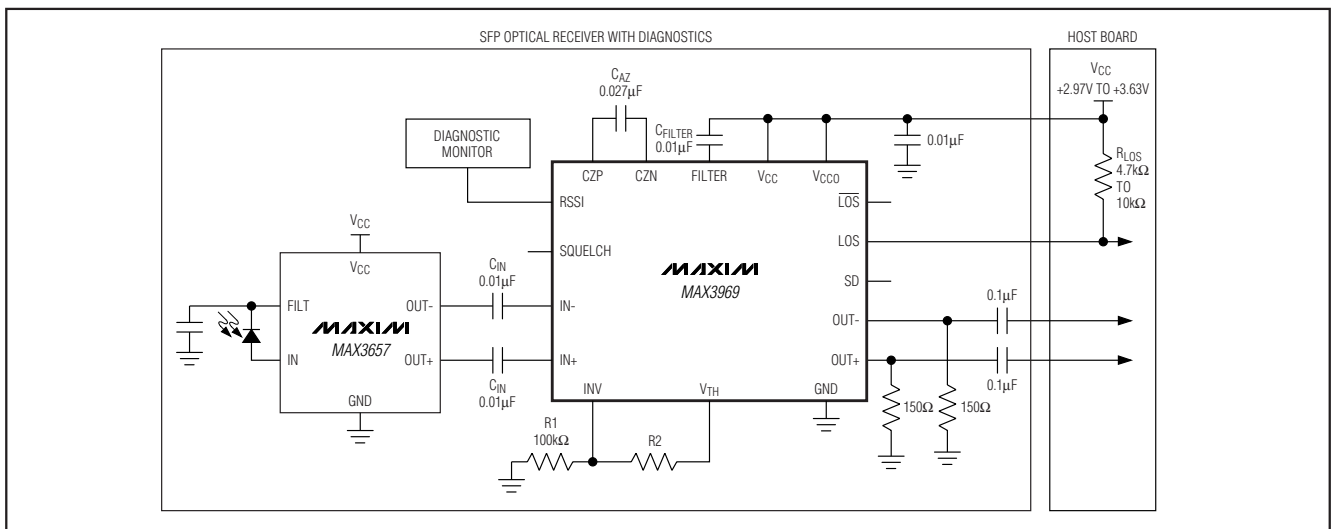 SFP OPTICAL RECEIVER WITH DIAGNOSTICS
HOST BOARD
VCC
+2.97V TO +3.63V
CAZ
0.027μF
CFILTER
0.01μF
0.01μF
DIAGNOSTIC
MONITOR
RLOS
4.7kΩ
TO
10kΩ
CZP
CZN
FILTER
VCC
VCCO
RSSI
LOS
SQUELCH
LOS
MAXIM
MAX3969
SD
VCC
VCC
FILT
OUT-
CIN
0.01μF
IN-
OUT-
0.1μF
MAXIM
MAX3657
IN
OUT+
CIN
0.01μF
IN+
OUT+
0.1μF
GND
INV
VTH
GND
150Ω
150Ω
R1
100kΩ
R2